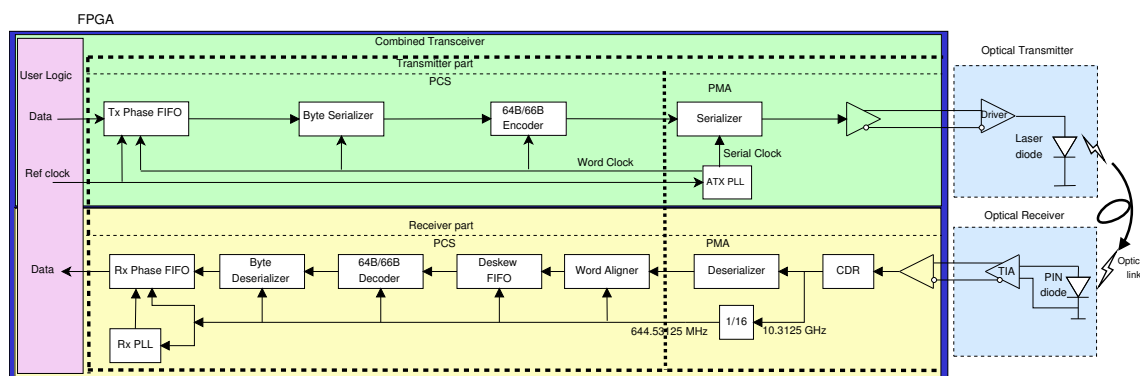 FPGA
Combined Transceiver
Optical Transmitter
Transmitter part
User Logic
PCS
PMA
Data
Tx Phase FIFO
Byte Serializer
64B/66B
Encoder
Serializer
Driver
Laser
diode
Word Clock
Serial Clock
Ref clock
ATX PLL
Optical Receiver
Receiver part
PCS
PMA
Data
Rx Phase FIFO
Byte
Deserializer
64B/66B
Decoder
Deskew
FIFO
Word Aligner
Deserializer
CDR
TIA
PIN
diode
Optical
link
Rx PLL
644.53125 MHz
1/16
10.3125 GHz